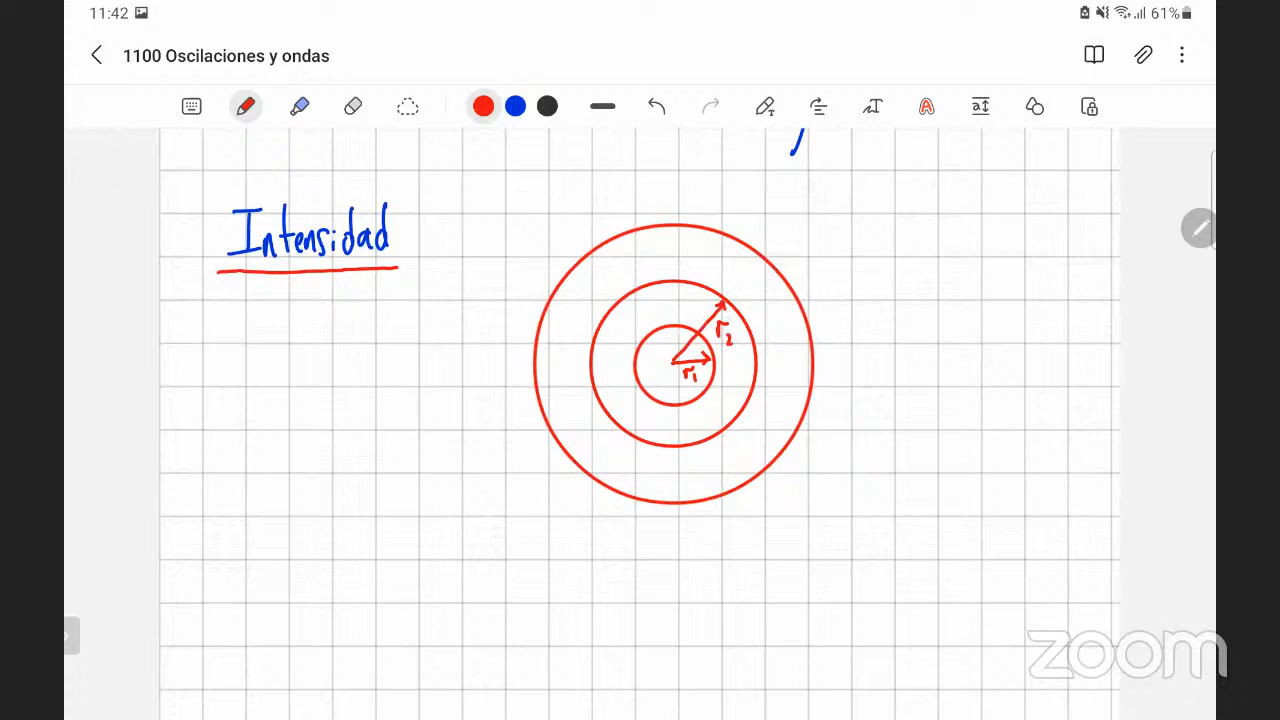 11:42
61%
1100 Oscilaciones y ondas
A
T
a
Intensidad
r₂
r₁
zoom